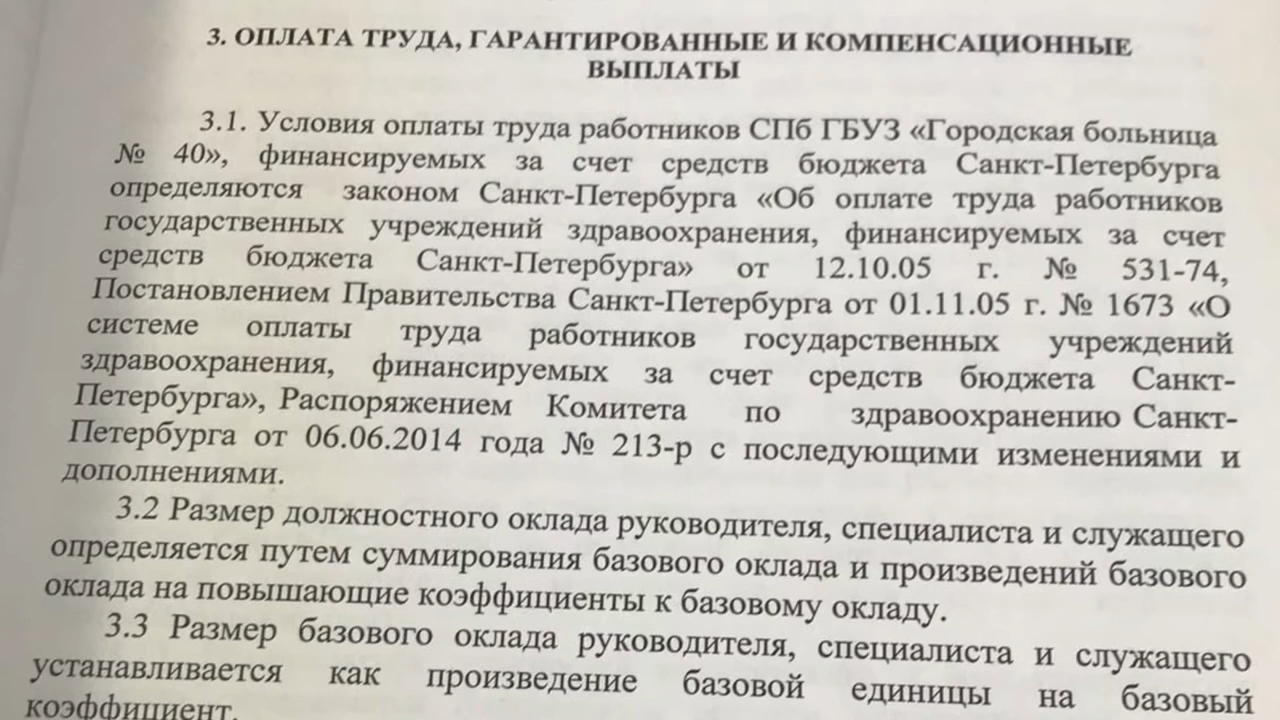 3. ОПЛАТА ТРУДА, ГАРАНТИРОВАННЫЕ И КОМПЕНСАЦИОННЫЕ
ВЫПЛАТЫ
3.1. Условия оплаты труда работников СПб ГБУЗ «Городская больница
№ 40», финансируемых за счет средств бюджета Санкт-Петербурга
определяются законом Санкт-Петербурга «Об оплате труда работников
государственных учреждений здравоохранения, финансируемых за счет
средств бюджета Санкт-Петербурга» от 12.10.05 г. № 531-74,
Постановлением Правительства Санкт-Петербурга от 01.11.05 г. № 1673 «О
системе оплаты труда работников государственных учреждений
здравоохранения, финансируемых за счет средств бюджета Санкт-
Петербурга», Распоряжением Комитета по здравоохранению Санкт-
Петербурга от 06.06.2014 года № 213-р с последующими изменениями и
дополнениями.
3.2 Размер должностного оклада руководителя, специалиста и служащего
определяется путем суммирования базового оклада и произведений базового
оклада на повышающие коэффициенты к базовому окладу.
3.3 Размер базового оклада руководителя, специалиста и служащего
устанавливается как произведение базовой единицы на базовый
коэффициент.